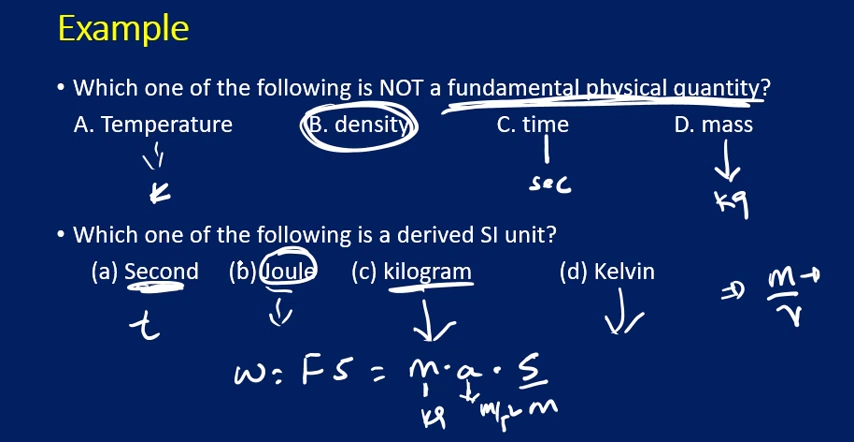 Example
• Which one of the following is NOT a fundamental physical quantity?
A. Temperature B. density C. time D. mass
K sec kg
• Which one of the following is a derived SI unit?
(a) Second (b) Joule (c) kilogram (d) Kelvin
t ⇒ m/v
W = F S = m . a . S
kg m